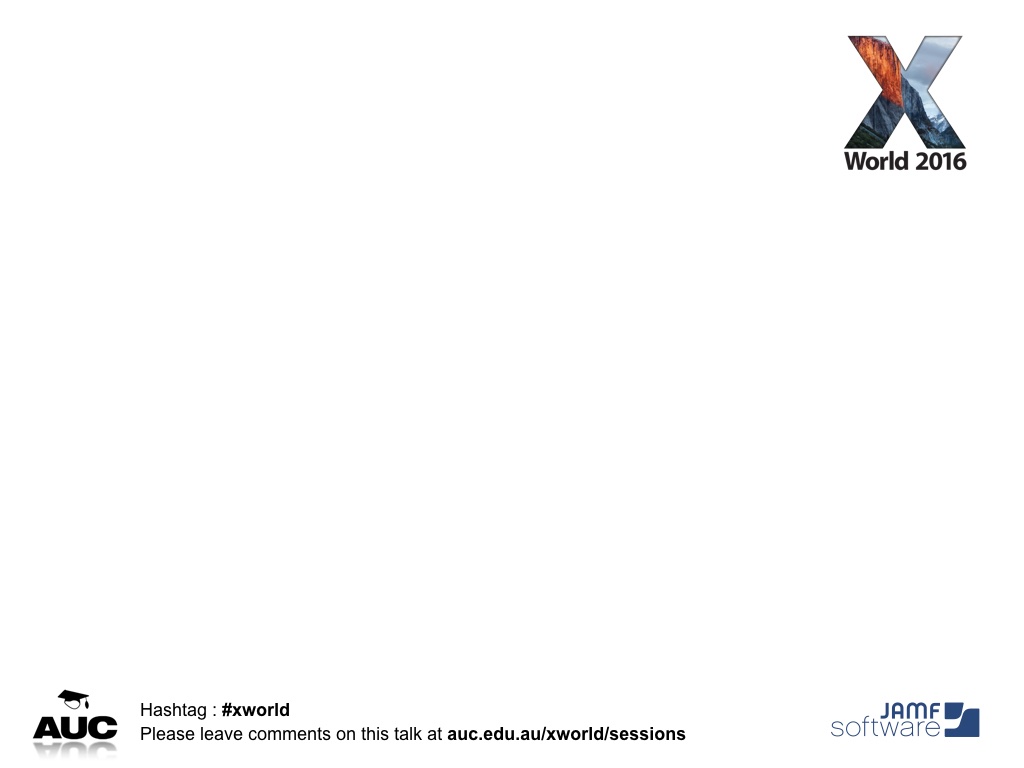 X
World 2016
Hashtag : #xworld
Please leave comments on this talk at auc.edu.au/xworld/sessions
AUC
JAMF
software